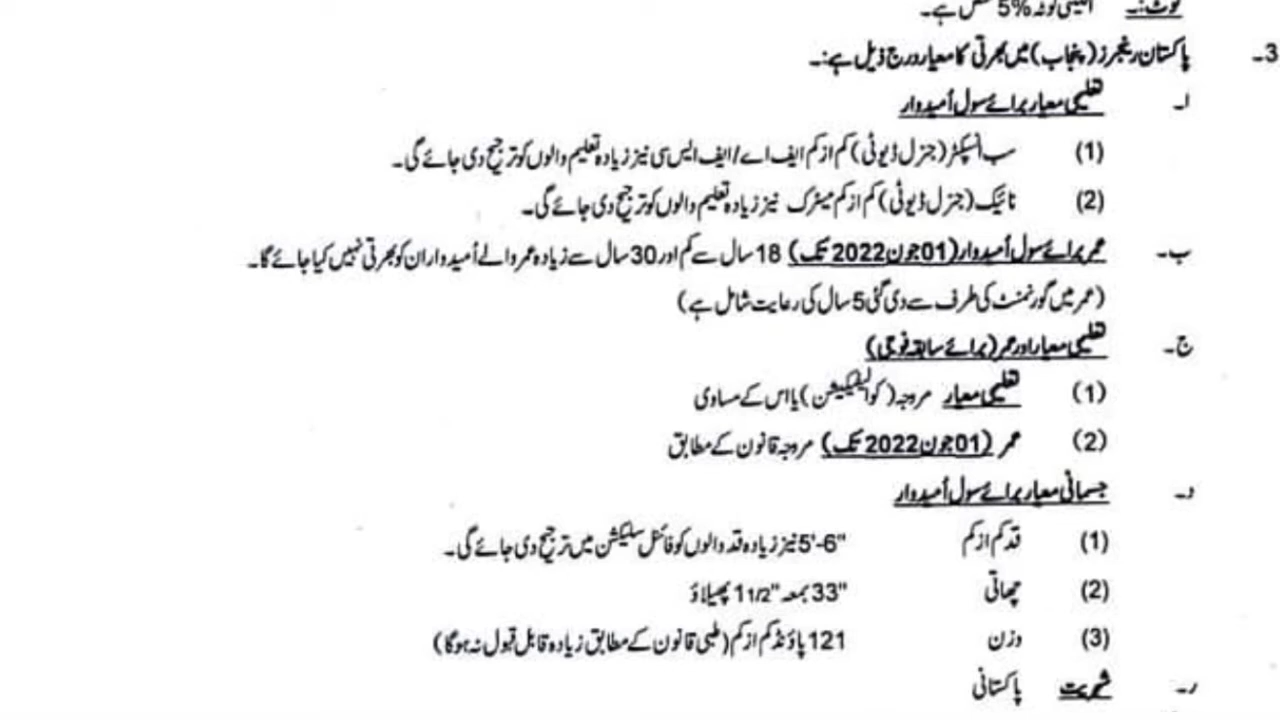 نوٹ:۔ اقلیتی کوٹہ 5% مختص ہے۔
3۔ پاکستان رینجرز (پنجاب) میں بھرتی کا معیار درج ذیل ہے:۔
ا۔ تعلیمی معیار برائے سول اُمیدوار
(1) سب انسپکٹر (جنرل ڈیوٹی) کم از کم ایف اے/ایف ایس سی نیز زیادہ تعلیم والوں کو ترجیح دی جائے گی۔
(2) نائیک (جنرل ڈیوٹی) کم از کم میٹرک نیز زیادہ تعلیم والوں کو ترجیح دی جائے گی۔
ب۔ عمر برائے سول اُمیدوار (01 جون 2022 تک) 18 سال سے کم اور 30 سال سے زیادہ عمر والے اُمیدواران کو بھرتی نہیں کیا جائے گا۔
(عمر میں گورنمنٹ کی طرف سے دی گئی 5 سال کی رعایت شامل ہے)
ج۔ تعلیمی معیار اور عمر (برائے سابقہ فوجی)
(1) تعلیمی معیار مروجہ (کوالیفیکیشن) یا اس کے مساوی
(2) عمر (01 جون 2022 تک) مروجہ قانون کے مطابق
د۔ جسمانی معیار برائے سول اُمیدوار
(1) قد کم از کم 5'-6" نیز زیادہ قد والوں کو فائنل سلیکشن میں ترجیح دی جائے گی۔
(2) چھاتی 33" بمعہ 1 1/2" پھیلاؤ
(3) وزن 121 پاؤنڈ کم از کم (طبی قانون کے مطابق زیادہ قابل قبول نہ ہوگا)
ر۔ شہریت پاکستانی